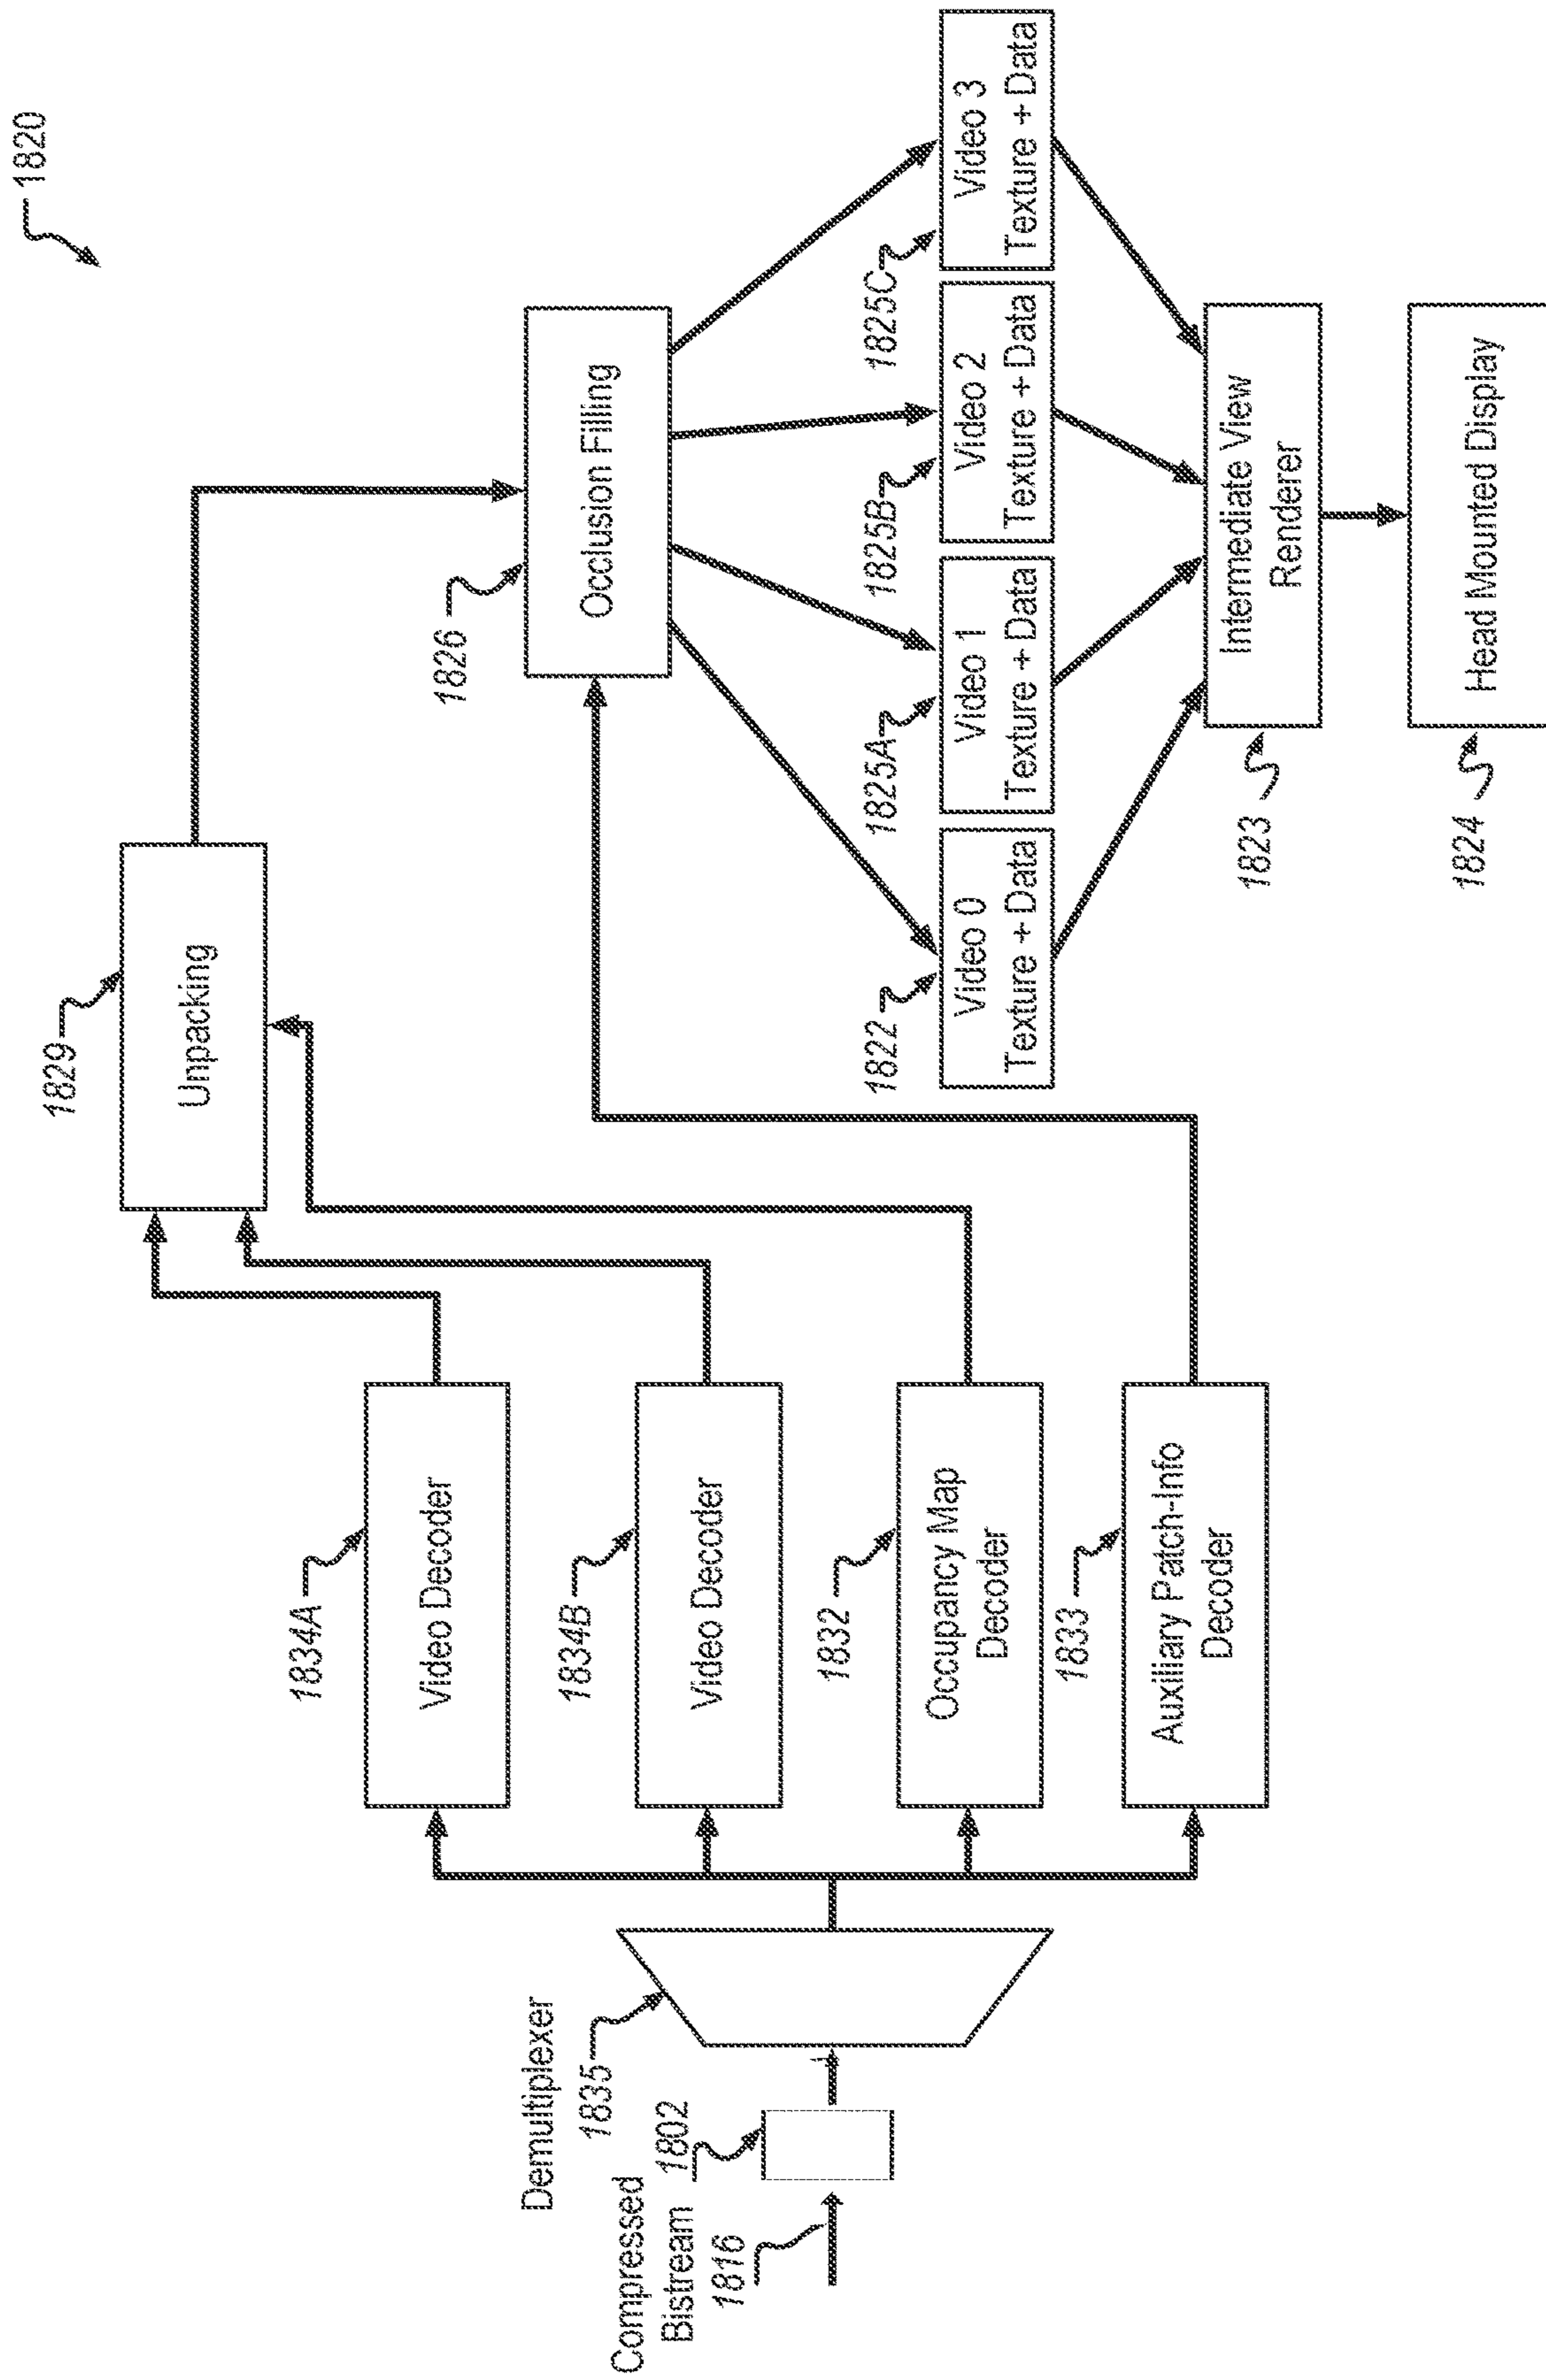 1820
1829
Unpacking
1826
Occlusion Filling
1834A
Video Decoder
1834B
Video Decoder
1832
Occupancy Map
Decoder
1833
Auxiliary Patch-Info
Decoder
Demultiplexer
1835
Compressed
Bistream
1802
1816
1822
Video 0
Texture + Data
1825A
Video 1
Texture + Data
1825B
Video 2
Texture + Data
1825C
Video 3
Texture + Data
1823
Intermediate View
Renderer
1824
Head Mounted Display